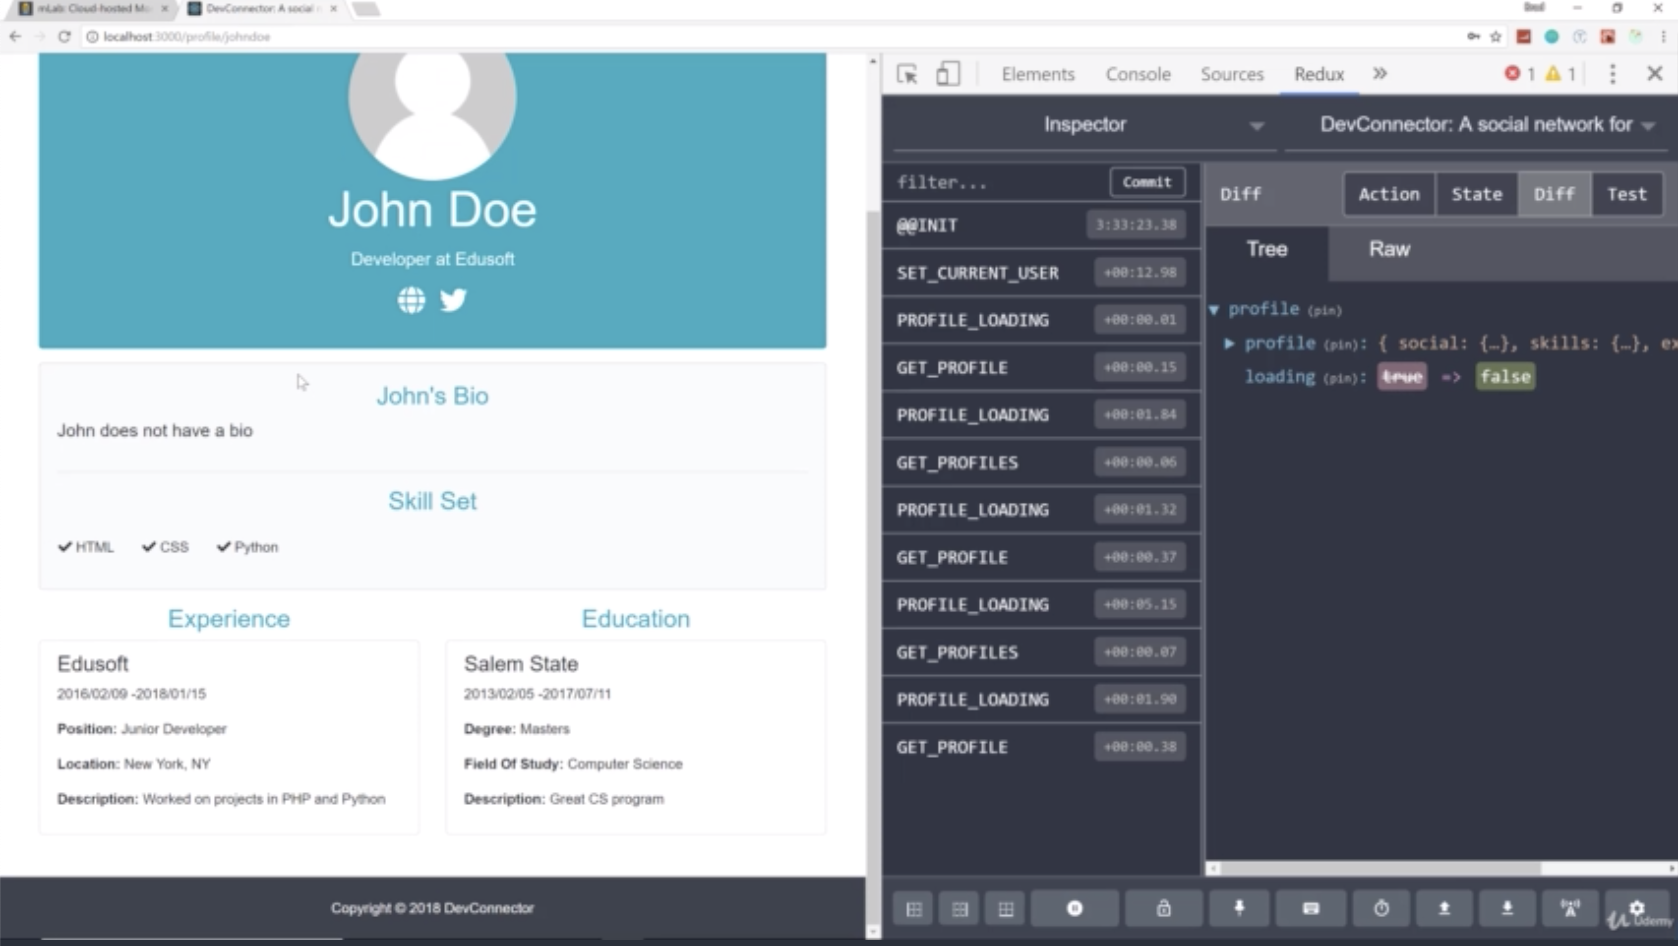 mLab: Cloud-hosted Mo
DevConnector: A social n
localhost:3000/profile/johndoe
John Doe
Developer at Edusoft
John's Bio
John does not have a bio
Skill Set
HTML CSS Python
Experience
Edusoft
2016/02/09 -2018/01/15
Position: Junior Developer
Location: New York, NY
Description: Worked on projects in PHP and Python
Education
Salem State
2013/02/05 -2017/07/11
Degree: Masters
Field Of Study: Computer Science
Description: Great CS program
Copyright © 2018 DevConnector
Elements Console Sources Redux » 1 1
Inspector
DevConnector: A social network for
filter... Commit
@@INIT 3:33:23.38
SET_CURRENT_USER +00:12.98
PROFILE_LOADING +00:00.01
GET_PROFILE +00:00.15
PROFILE_LOADING +00:01.84
GET_PROFILES +00:00.06
PROFILE_LOADING +00:01.32
GET_PROFILE +00:00.37
PROFILE_LOADING +00:05.15
GET_PROFILES +00:00.07
PROFILE_LOADING +00:01.90
GET_PROFILE +00:00.38
Diff Action State Diff Test
Tree Raw
profile (pin)
profile (pin): { social: {…}, skills: {…}, ex
loading (pin): true => false
Udemy